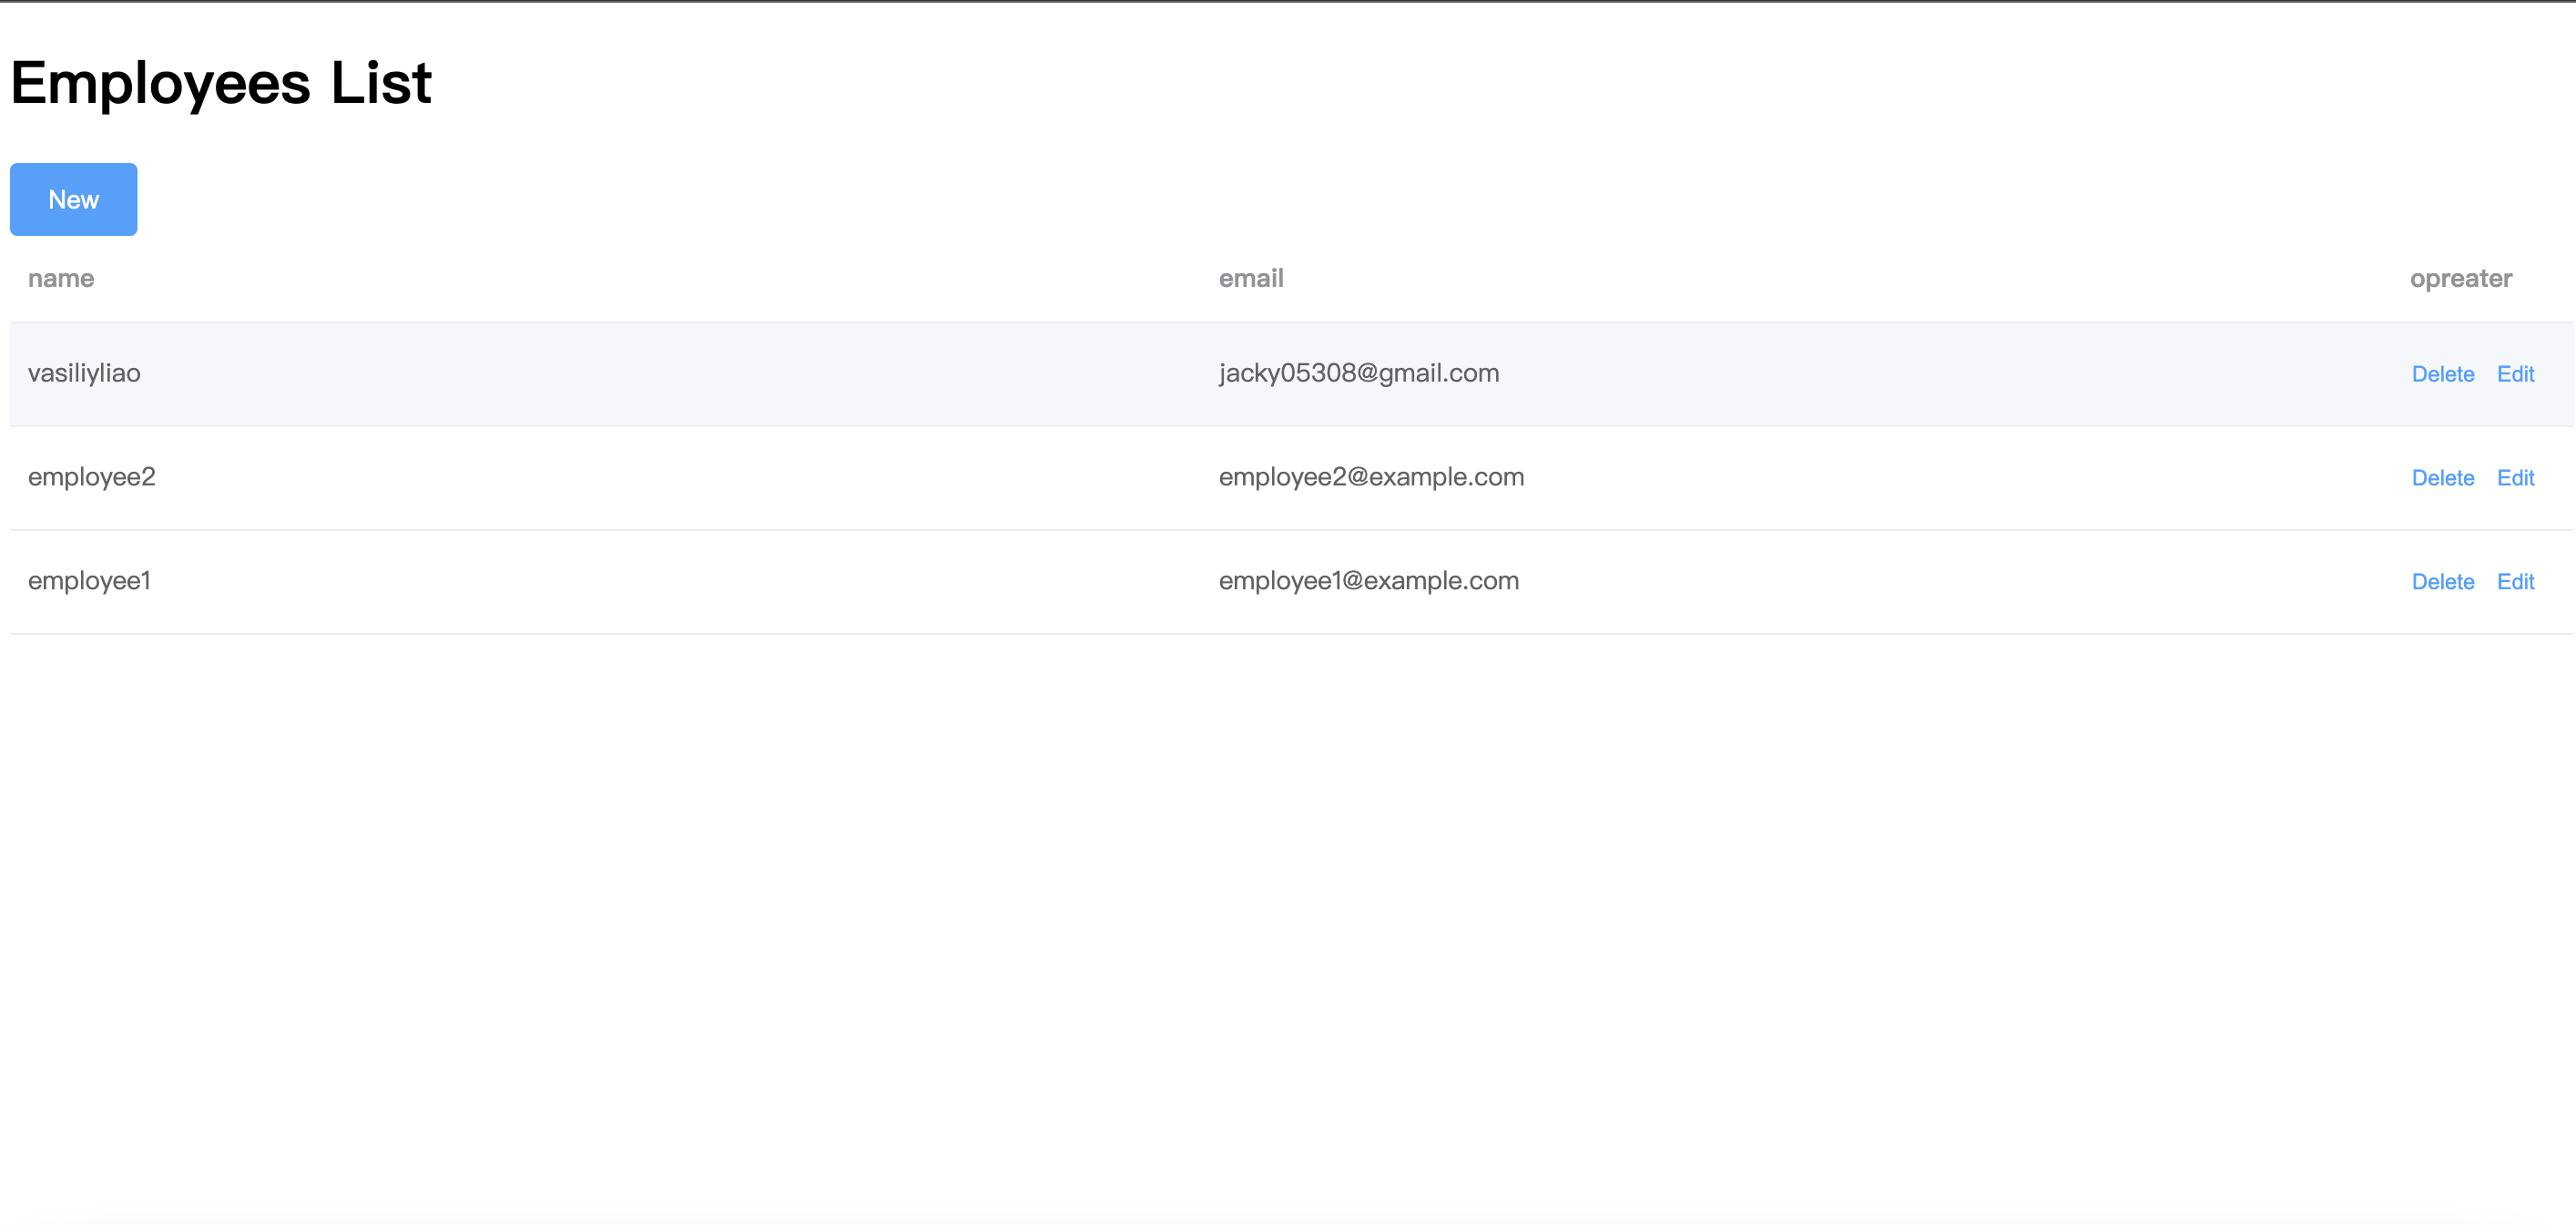 Employees List
New
name email opreater
vasiliyliao jacky05308@gmail.com Delete Edit
employee2 employee2@example.com Delete Edit
employee1 employee1@example.com Delete Edit